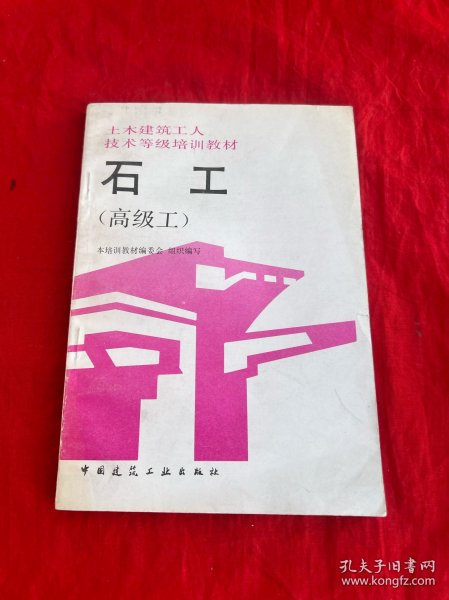 土木建筑工人
技术等级培训教材
石 工
（高级工）
本培训教材编委会 组织编写
中国建筑工业出版社
孔夫子旧书网
www.kongfz.com